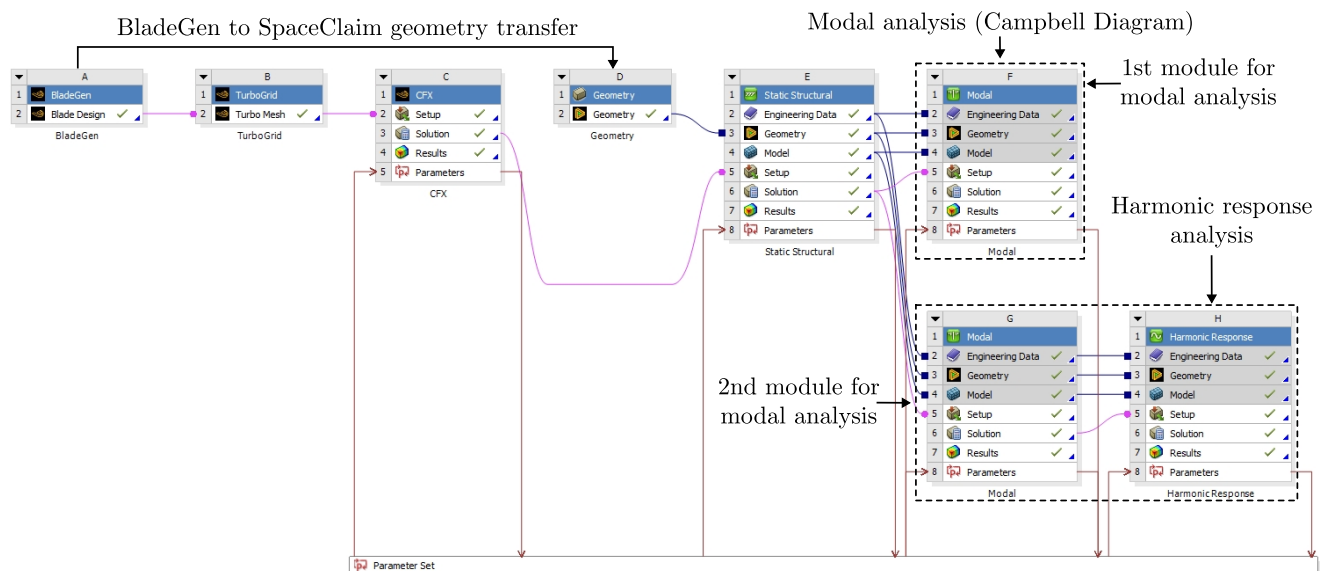 BladeGen to SpaceClaim geometry transfer
Modal analysis (Campbell Diagram)
1st module for
modal analysis
A
1 BladeGen
2 Blade Design
BladeGen
B
1 TurboGrid
2 Turbo Mesh
TurboGrid
C
1 CFX
2 Setup
3 Solution
4 Results
5 Parameters
CFX
D
1 Geometry
2 Geometry
Geometry
E
1 Static Structural
2 Engineering Data
3 Geometry
4 Model
5 Setup
6 Solution
7 Results
8 Parameters
Static Structural
F
1 Modal
2 Engineering Data
3 Geometry
4 Model
5 Setup
6 Solution
7 Results
8 Parameters
Modal
Harmonic response
analysis
2nd module for
modal analysis
G
1 Modal
2 Engineering Data
3 Geometry
4 Model
5 Setup
6 Solution
7 Results
8 Parameters
Modal
H
1 Harmonic Response
2 Engineering Data
3 Geometry
4 Model
5 Setup
6 Solution
7 Results
8 Parameters
Harmonic Response
Parameter Set